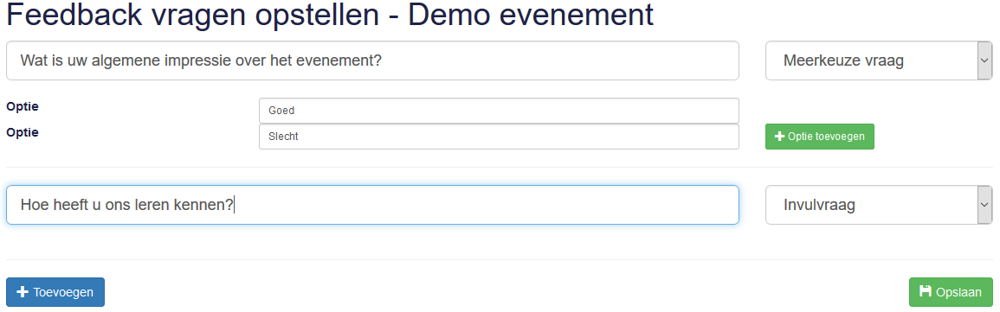 Feedback vragen opstellen - Demo evenement
Wat is uw algemene impressie over het evenement? Meerkeuze vraag
Optie Goed
Optie Slecht Optie toevoegen
Hoe heeft u ons leren kennen? Invulvraag
Toevoegen Opslaan